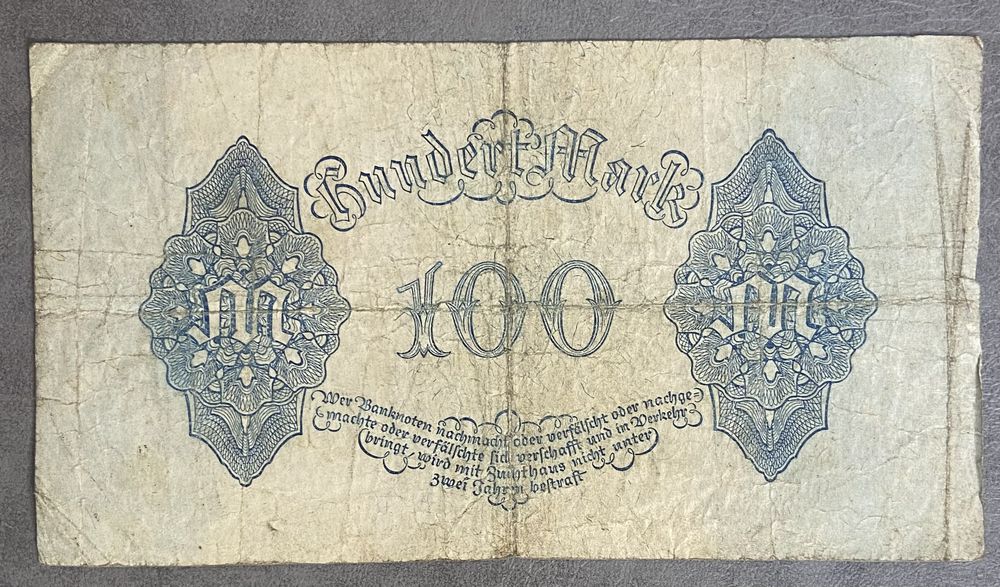 Hundert Mark
M 100 M
Wer Banknoten nachmacht oder verfälscht oder nachge=
machte oder verfälschte sich verschafft und in Verkehr
bringt, wird mit Zuchthaus nicht unter
zwei Jahren bestraft